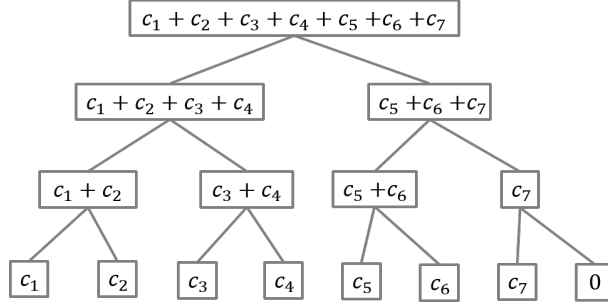 c₁ + c₂ + c₃ + c₄ + c₅ +c₆ +c₇
c₁ + c₂ + c₃ + c₄
c₅ +c₆ +c₇
c₁ + c₂
c₃ + c₄
c₅ +c₆
c₇
c₁
c₂
c₃
c₄
c₅
c₆
c₇
0